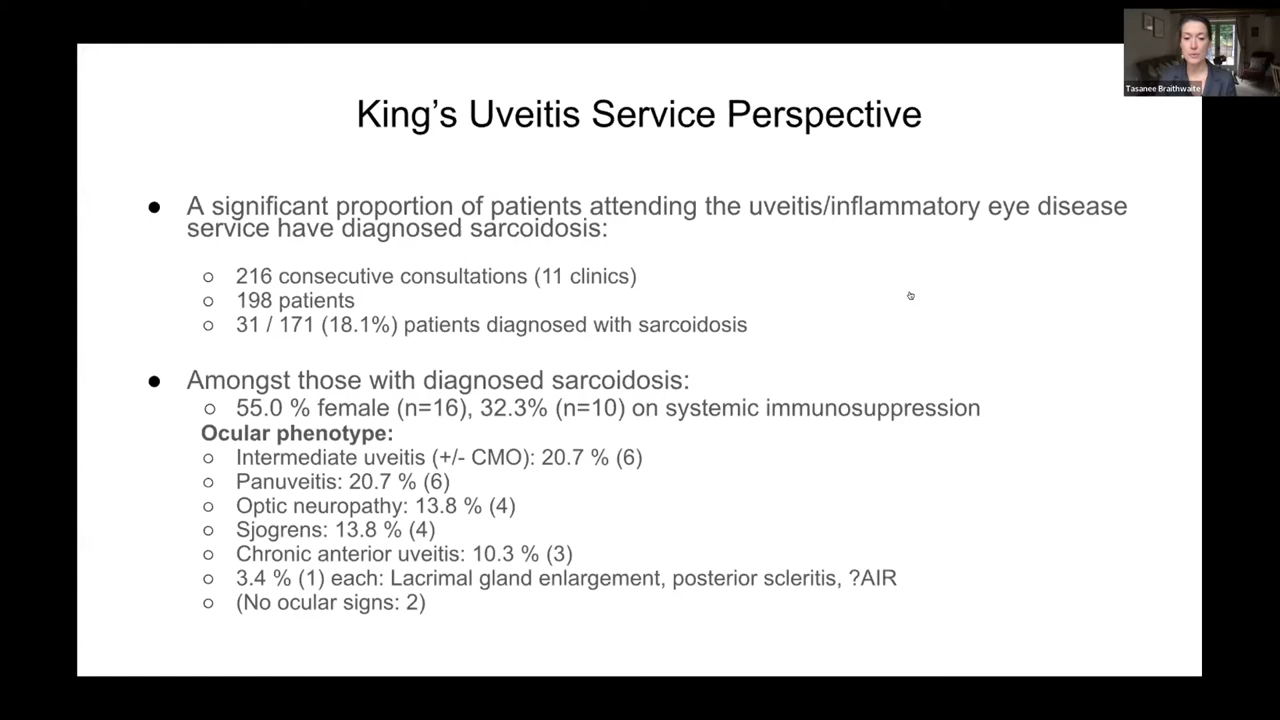 Tasanee Braithwaite
King's Uveitis Service Perspective
● A significant proportion of patients attending the uveitis/inflammatory eye disease
service have diagnosed sarcoidosis:
○ 216 consecutive consultations (11 clinics)
○ 198 patients
○ 31 / 171 (18.1%) patients diagnosed with sarcoidosis
● Amongst those with diagnosed sarcoidosis:
○ 55.0 % female (n=16), 32.3% (n=10) on systemic immunosuppression
Ocular phenotype:
○ Intermediate uveitis (+/- CMO): 20.7 % (6)
○ Panuveitis: 20.7 % (6)
○ Optic neuropathy: 13.8 % (4)
○ Sjogrens: 13.8 % (4)
○ Chronic anterior uveitis: 10.3 % (3)
○ 3.4 % (1) each: Lacrimal gland enlargement, posterior scleritis, ?AIR
○ (No ocular signs: 2)